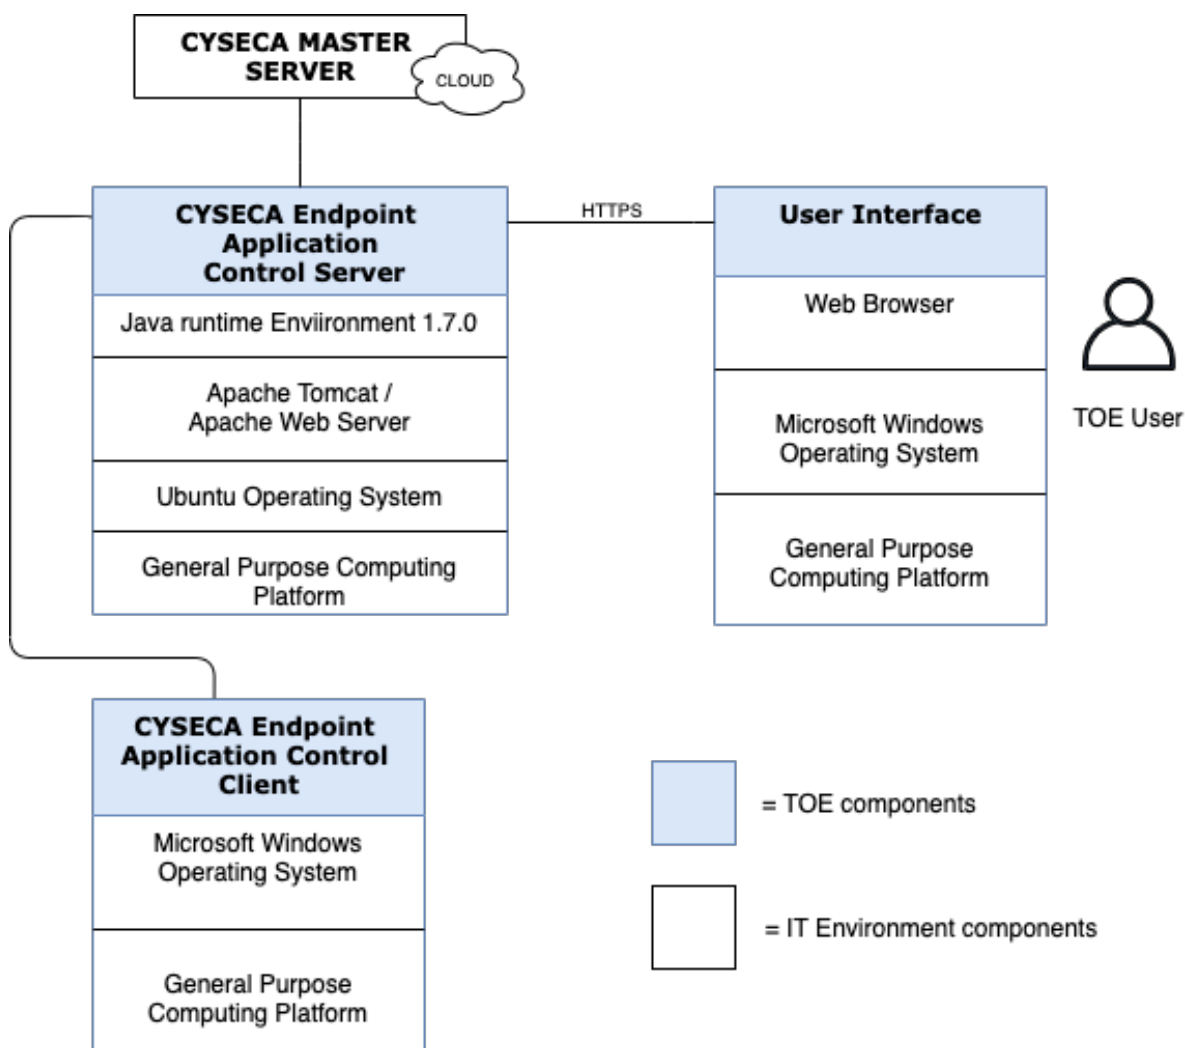 CYSECA MASTER
SERVER
CLOUD
CYSECA Endpoint
Application
Control Server
Java runtime Enviironment 1.7.0
Apache Tomcat /
Apache Web Server
Ubuntu Operating System
General Purpose Computing
Platform
HTTPS
User Interface
Web Browser
Microsoft Windows
Operating System
General Purpose
Computing Platform
TOE User
CYSECA Endpoint
Application Control
Client
Microsoft Windows
Operating System
General Purpose
Computing Platform
= TOE components
= IT Environment components